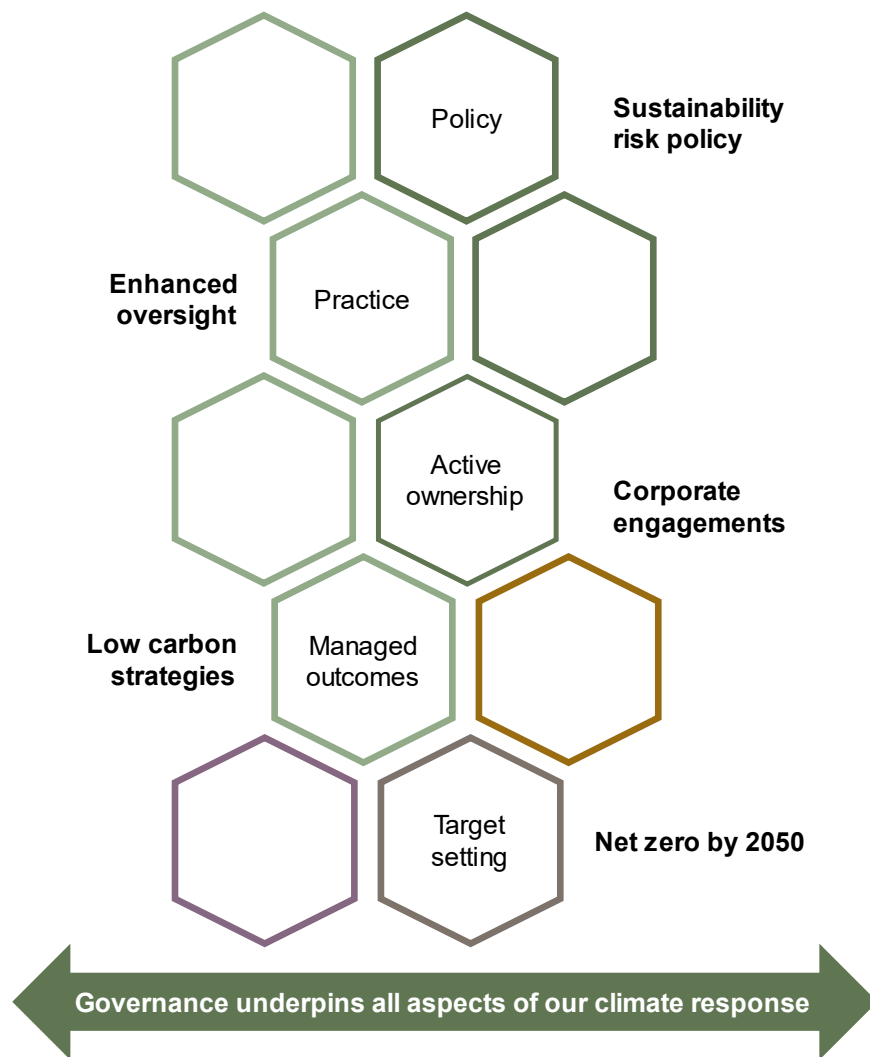 Policy
Sustainability
risk policy
Enhanced
oversight
Practice
Active
ownership
Corporate
engagements
Low carbon
strategies
Managed
outcomes
Target
setting
Net zero by 2050
Governance underpins all aspects of our climate response